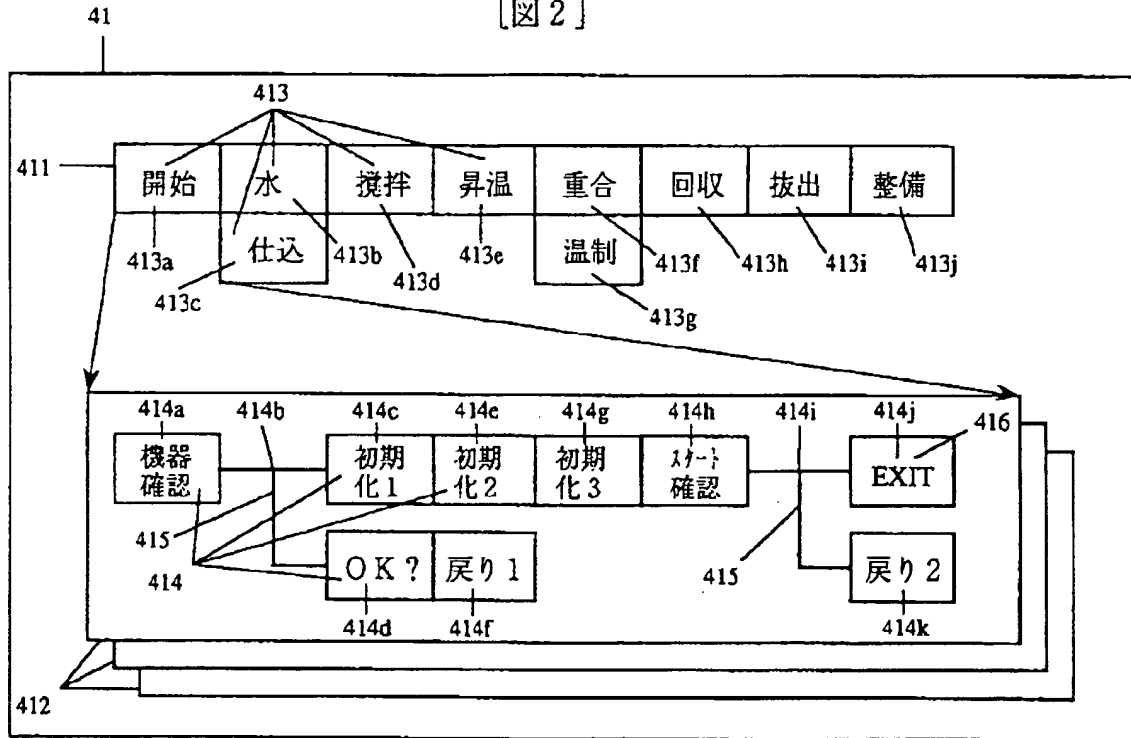 [図2]
41
413
411
開始 水 攪拌 昇温 重合 回収 抜出 整備
仕込 温制
413a 413b 413d 413e 413f 413h 413i 413j
413c 413g
414a 414b 414c 414e 414g 414h 414i 414j 416
機器
確認
初期
化1
初期
化2
初期
化3
スタート
確認
EXIT
415
414
OK? 戻り1
415
戻り2
414d 414f 414k
412